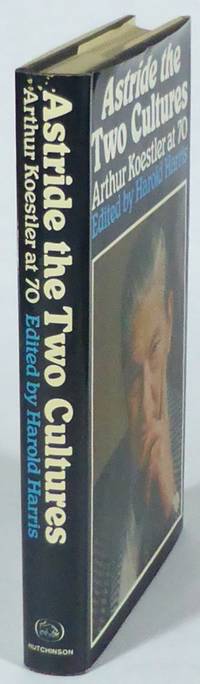 Astride the Two Cultures
Arthur Koestler at 70 Edited by Harold Harris
HUTCHINSON
Astride the
Two Cultures
Arthur Koestler at 70
Edited by Harold Harris